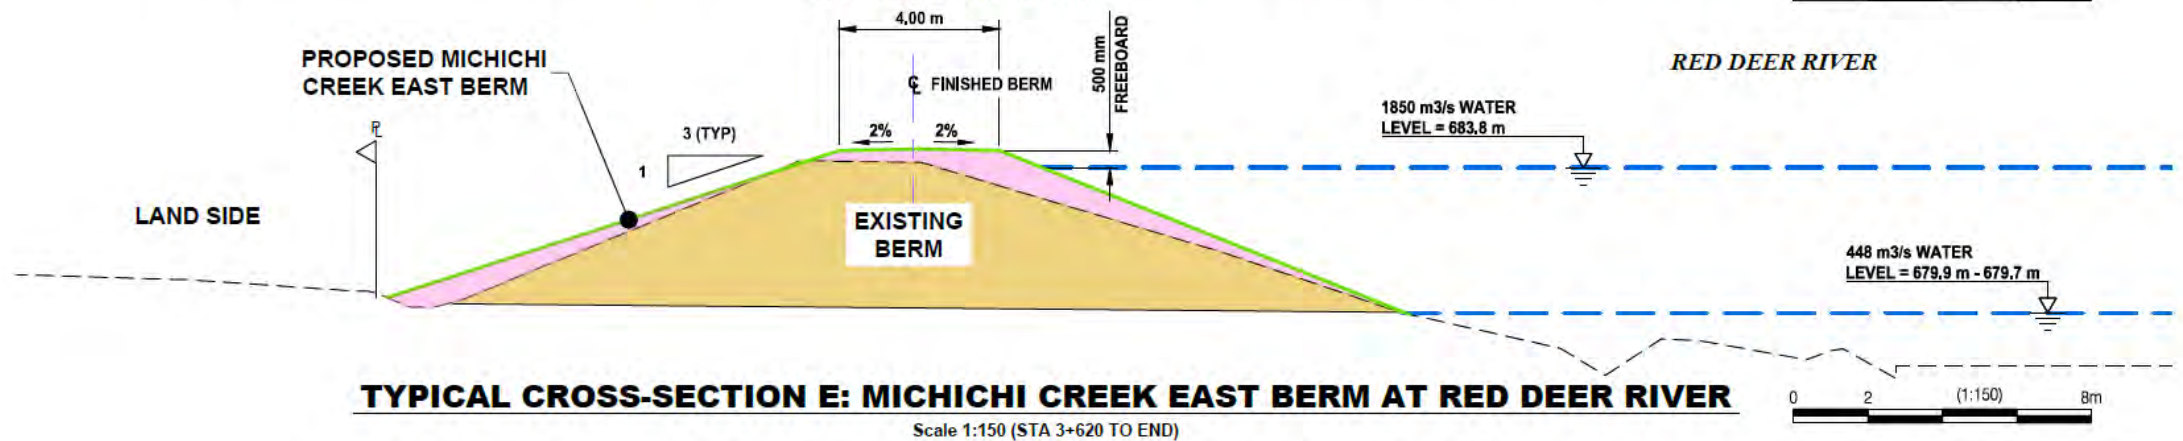 4.00 m
PROPOSED MICHICHI
CREEK EAST BERM
℄ FINISHED BERM
500 mm
FREEBOARD
RED DEER RIVER
1850 m3/s WATER
LEVEL = 683.8 m
3 (TYP)
1
2%
2%
PL
LAND SIDE
EXISTING
BERM
448 m3/s WATER
LEVEL = 679.9 m - 679.7 m
TYPICAL CROSS-SECTION E: MICHICHI CREEK EAST BERM AT RED DEER RIVER
Scale 1:150 (STA 3+620 TO END)
0 2 (1:150) 8m